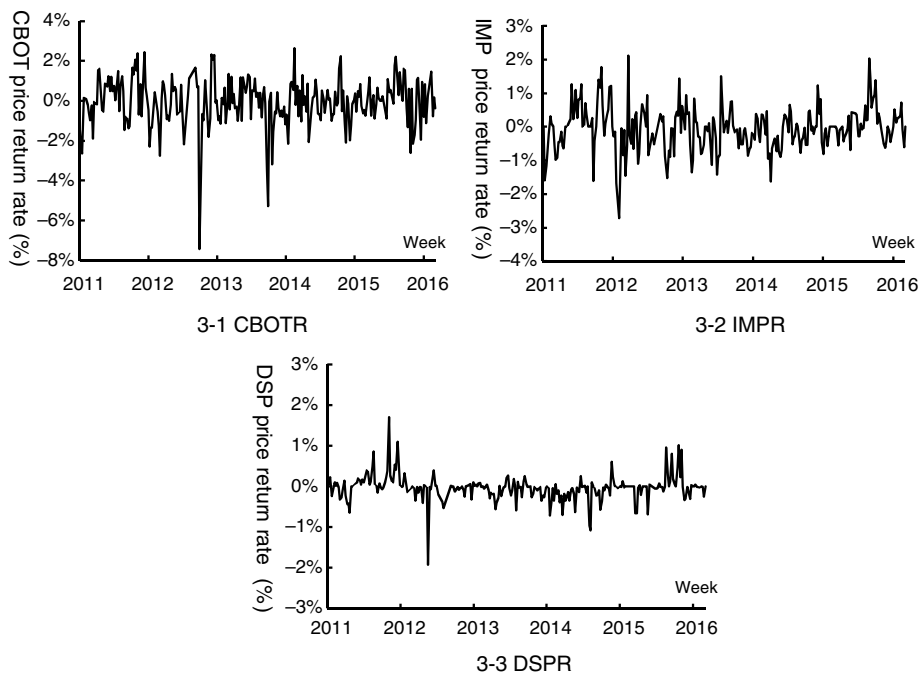 CBOT price return rate (%)
4%
2%
0%
−2%
−4%
−6%
−8%
Week
2011 2012 2013 2014 2015 2016
3-1 CBOTR
IMP price return rate (%)
3%
2%
1%
0%
−1%
−2%
−3%
−4%
Week
2011 2012 2013 2014 2015 2016
3-2 IMPR
DSP price return rate (%)
3%
2%
1%
0%
−1%
−2%
−3%
Week
2011 2012 2013 2014 2015 2016
3-3 DSPR